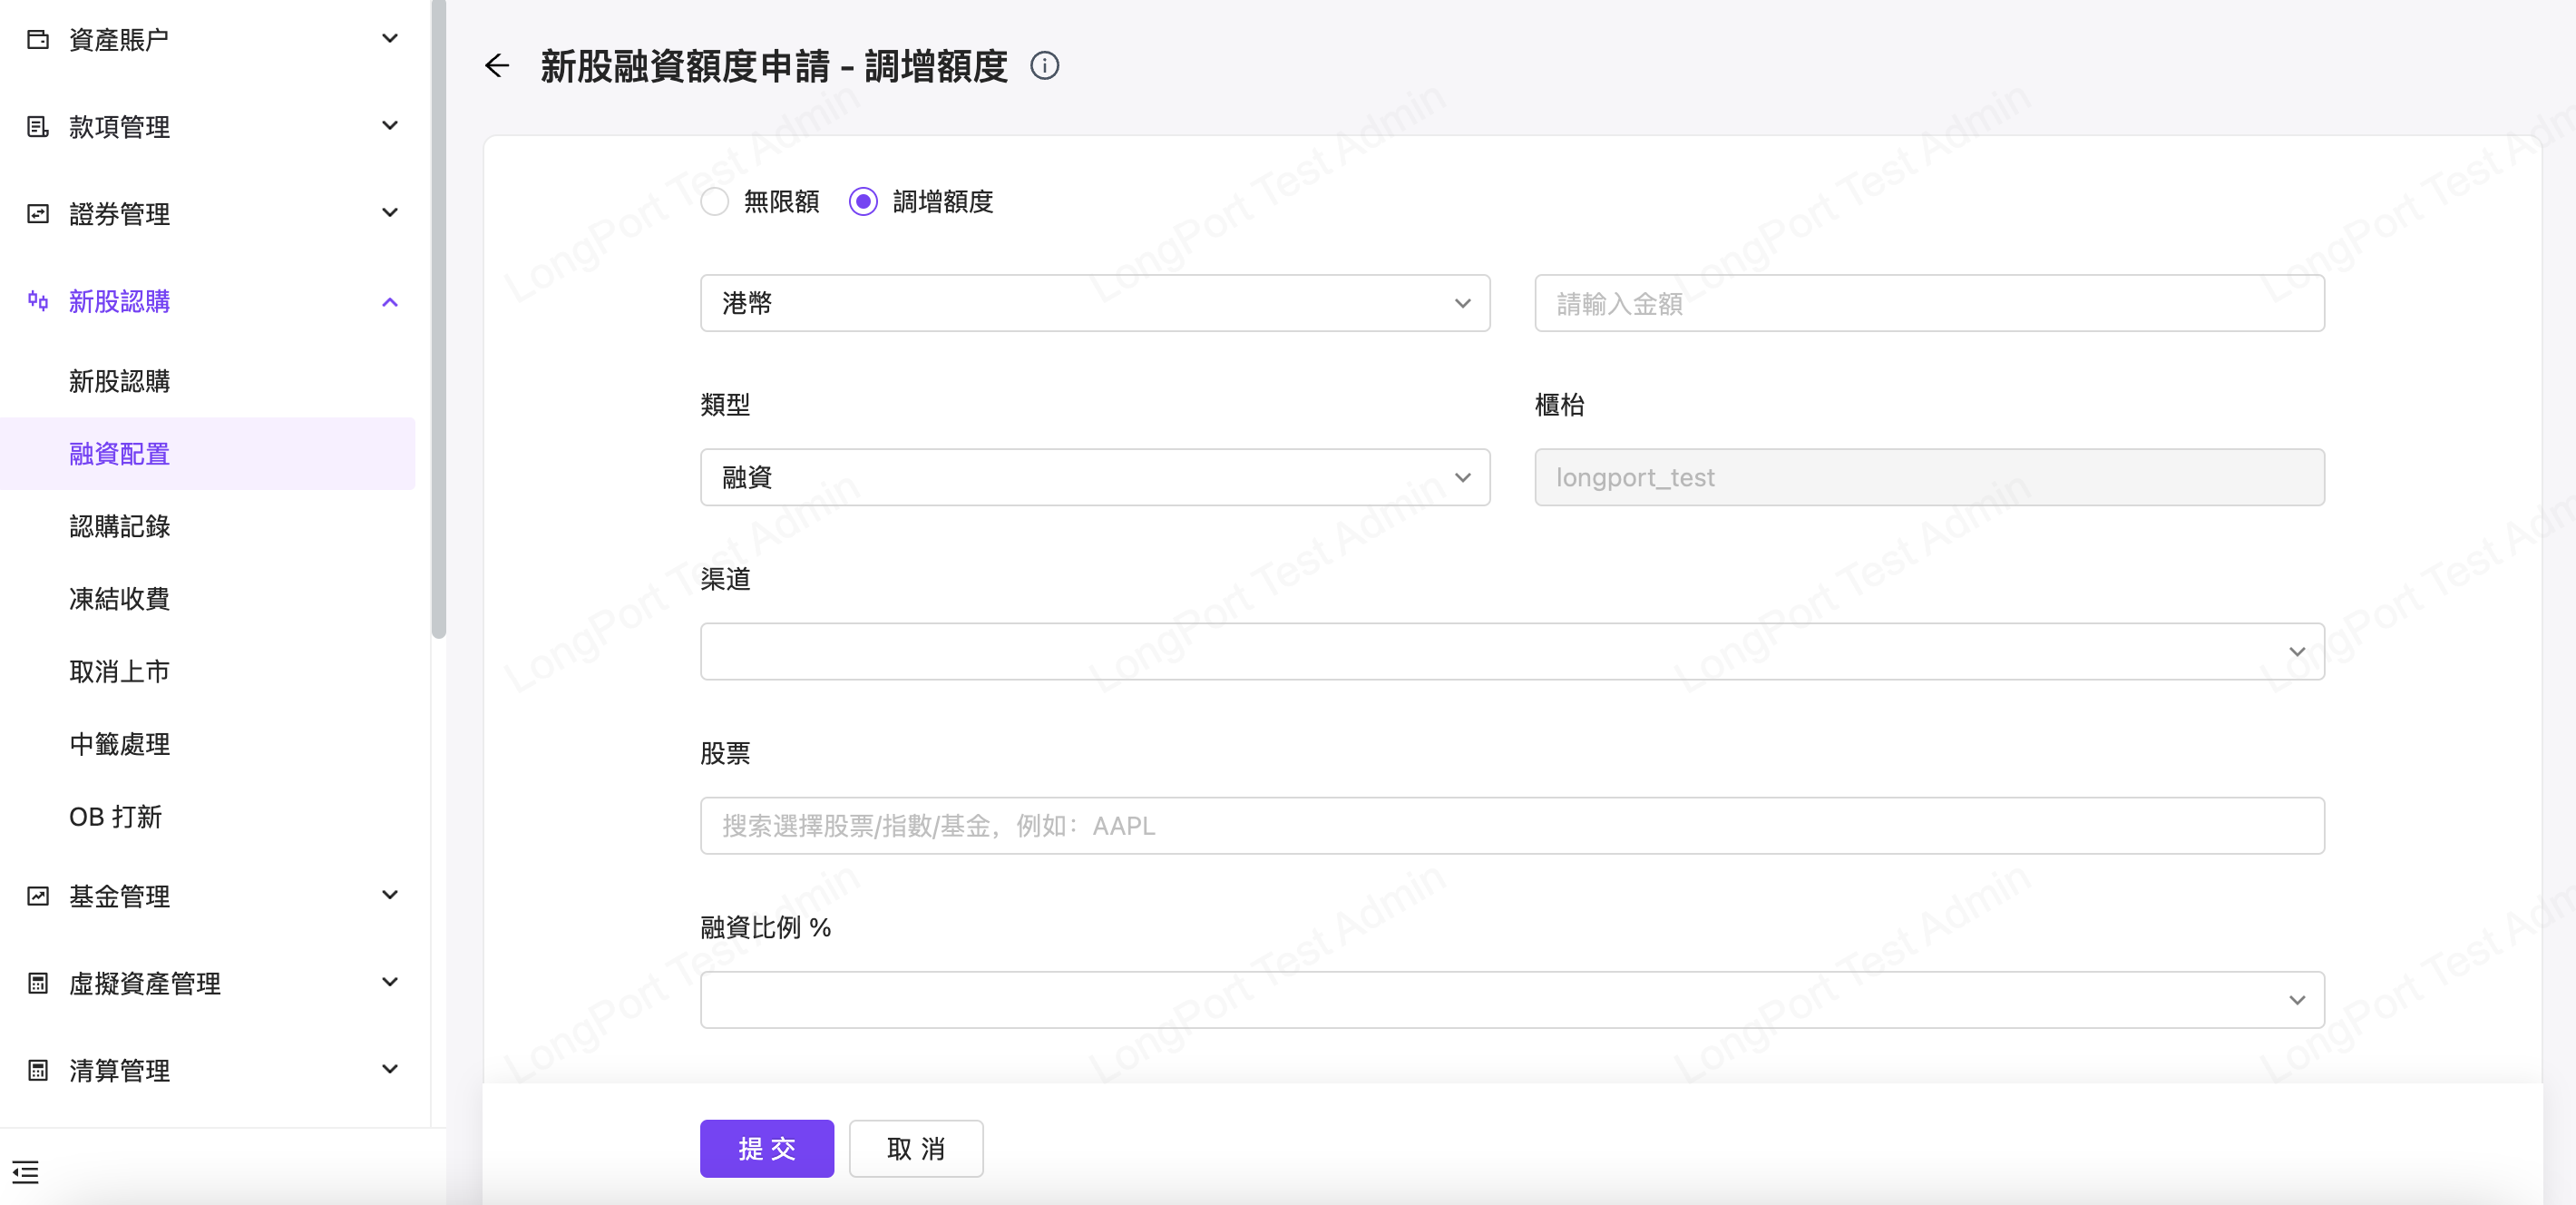 資產賬户
款項管理
證券管理
新股認購
新股認購
融資配置
認購記錄
凍結收費
取消上市
中籤處理
OB 打新
基金管理
虛擬資產管理
清算管理
新股融資額度申請 - 調增額度
無限額 調增額度
港幣 請輸入金額
類型 櫃枱
融資 longport_test
渠道
股票
搜索選擇股票/指數/基金，例如：AAPL
融資比例 %
提交 取消
LongPort Test Admin